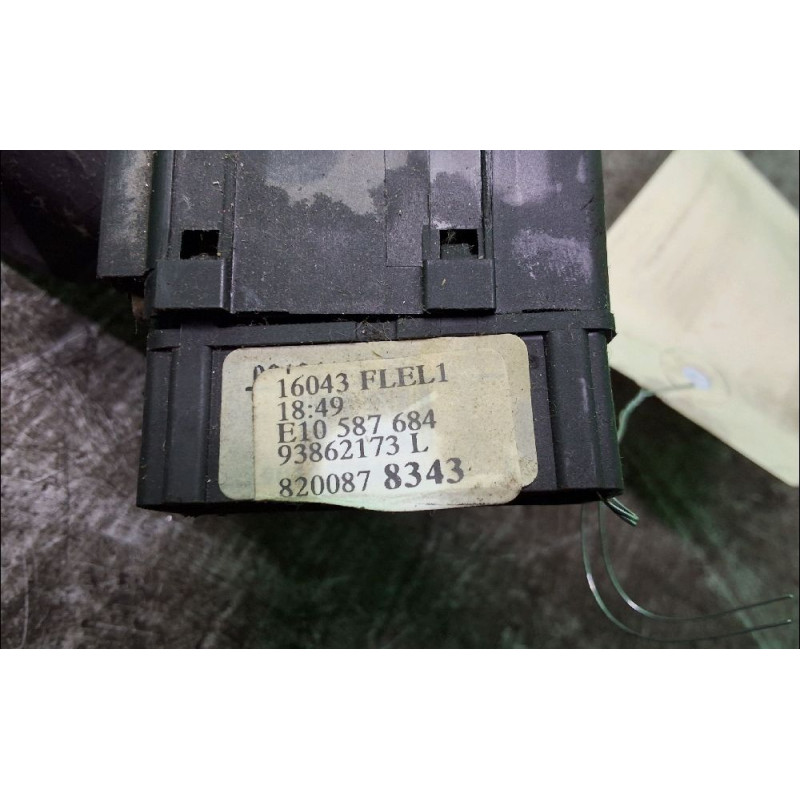 16043 FLEL1
18:49
E10 587 684
93862173 L
820087 8343